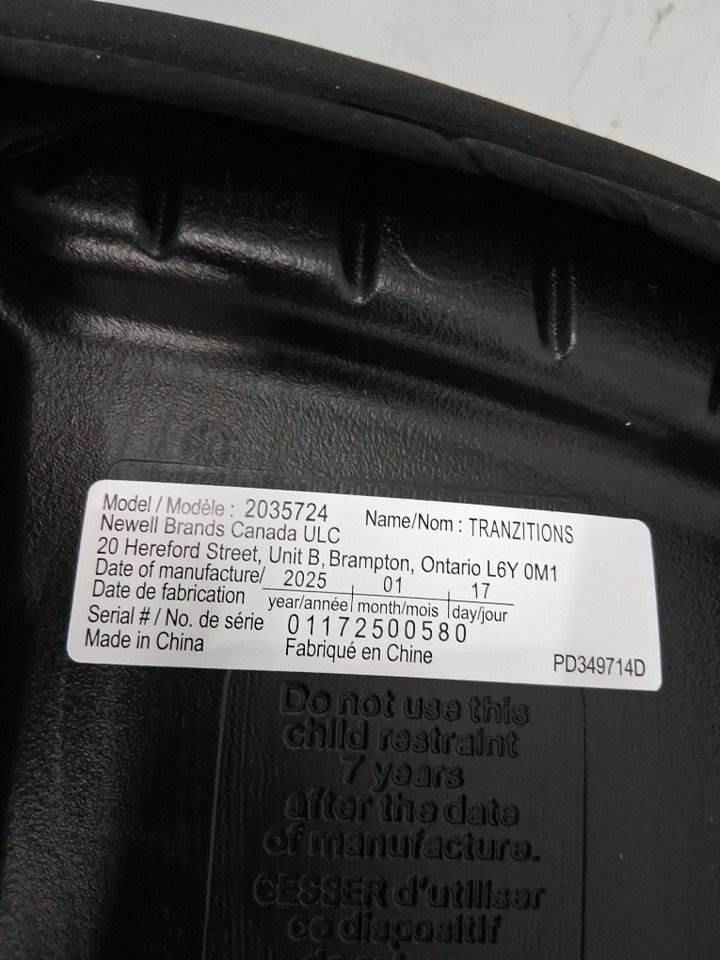 Model / Modèle : 2035724 Name/Nom : TRANZITIONS
Newell Brands Canada ULC
20 Hereford Street, Unit B, Brampton, Ontario L6Y 0M1
Date of manufacture/ 2025 01 17
Date de fabrication year/année month/mois day/jour
Serial # / No. de série 01172500580
Made in China Fabriqué en Chine PD349714D
Do not use this
child restraint
7 years
after the date
of manufacture.
CESSER d'utiliser
ce dispositif